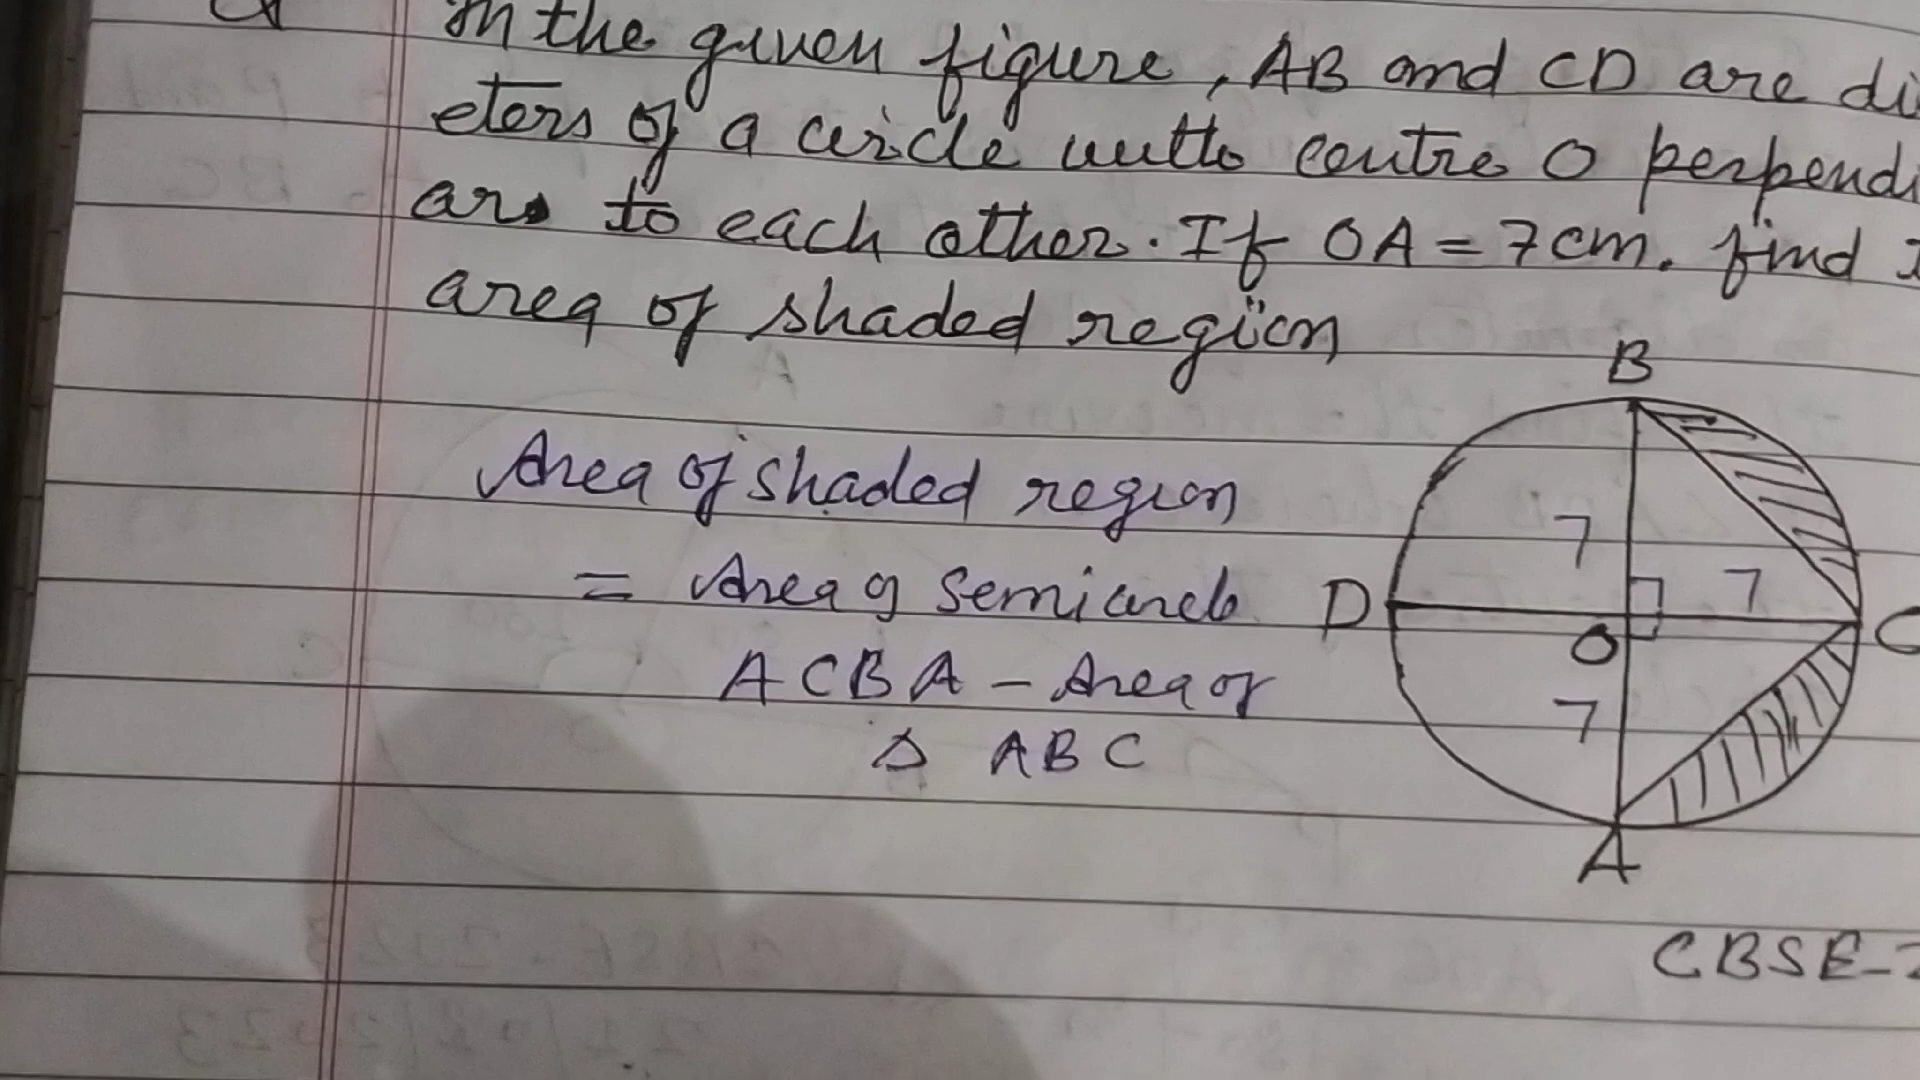 In the given figure, AB and CD are di
eters of a circle with centre O perpendi
ars to each other. If OA = 7cm. find
area of shaded region
Area of shaded region
= Area of Semicircle
ACBA - Area of
Δ ABC
B
7
7
D
O
C
7
A
CBSE-